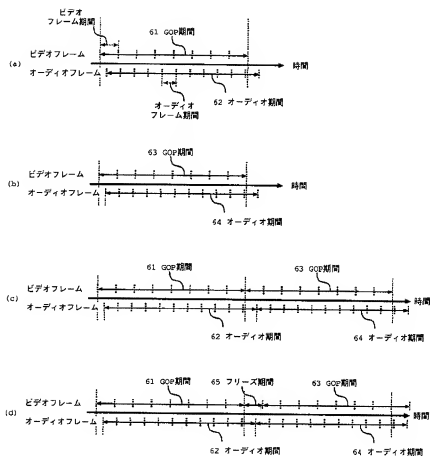 ビデオ
フレーム期間
61 GOP期間
ビデオフレーム
(a)
時間
オーディオフレーム
オーディオ
フレーム期間
62 オーディオ期間
63 GOP期間
ビデオフレーム
(b)
時間
オーディオフレーム
64 オーディオ期間
61 GOP期間
63 GOP期間
ビデオフレーム
(c)
時間
オーディオフレーム
62 オーディオ期間
64 オーディオ期間
61 GOP期間
65 フリーズ期間
63 GOP期間
ビデオフレーム
(d)
時間
オーディオフレーム
62 オーディオ期間
64 オーディオ期間